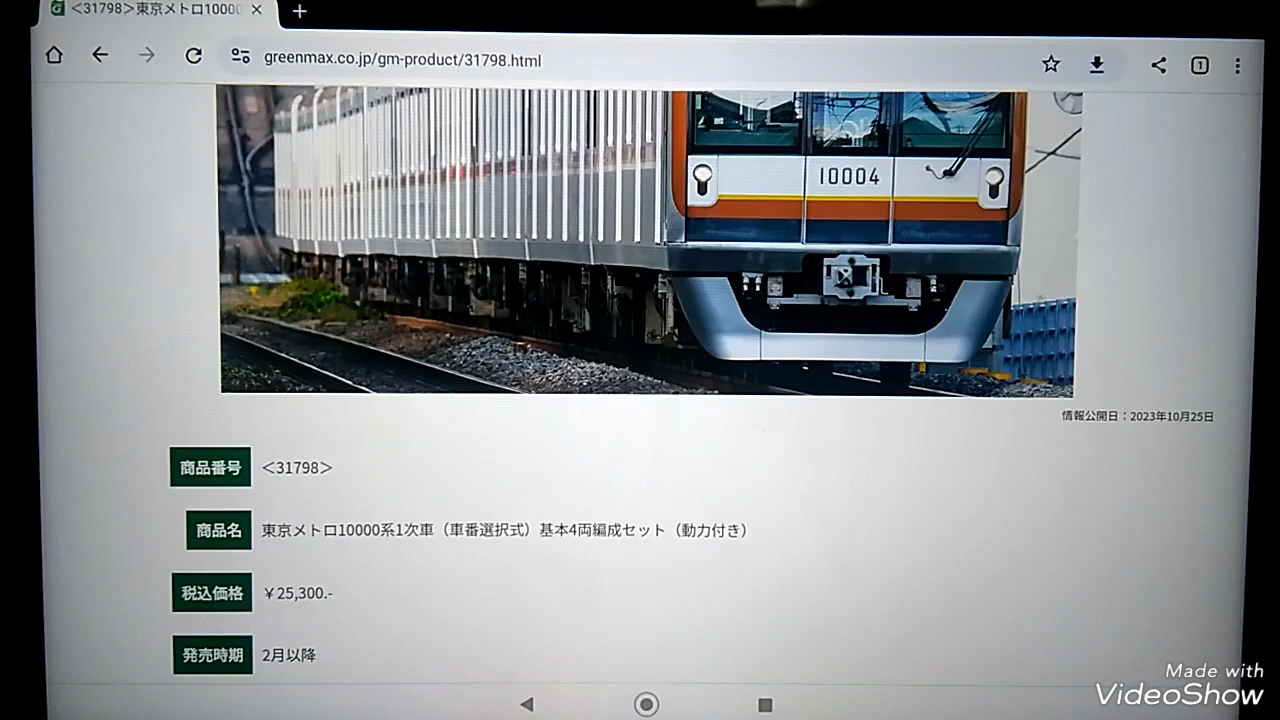 <31798>東京メトロ1000
greenmax.co.jp/gm-product/31798.html
1
10004
情報公開日：2023年10月25日
商品番号 <31798>
商品名 東京メトロ10000系1次車（車番選択式）基本4両編成セット（動力付き）
税込価格 ￥25,300.-
発売時期 2月以降
Made with
VideoShow